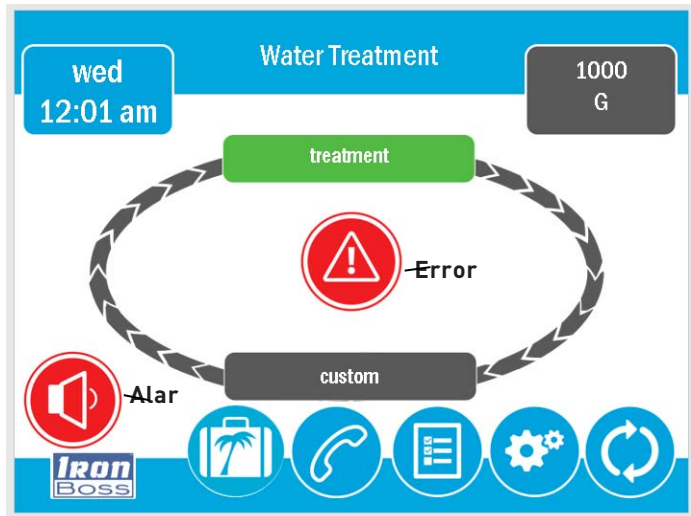 Water Treatment
wed
12:01 am
1000
G
treatment
Error
custom
Alar
IRON
BOSS